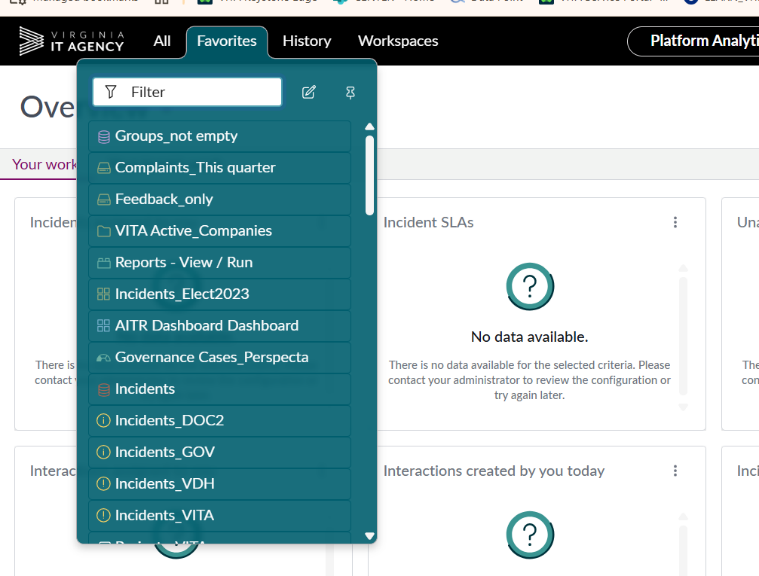 VIRGINIA
IT AGENCY
All
Favorites
History
Workspaces
Platform Analyti
Filter
Groups_not empty
Complaints_This quarter
Feedback_only
VITA Active_Companies
Reports - View / Run
Incidents_Elect2023
AITR Dashboard Dashboard
Governance Cases_Perspecta
Incidents
Incidents_DOC2
Incidents_GOV
Incidents_VDH
Incidents_VITA
Ove
Your work
Inciden
Incident SLAs
Una
No data available.
There is
contact
There is no data available for the selected criteria. Please
contact your administrator to review the configuration or
try again later.
The
con
Interac
Interactions created by you today
Inci